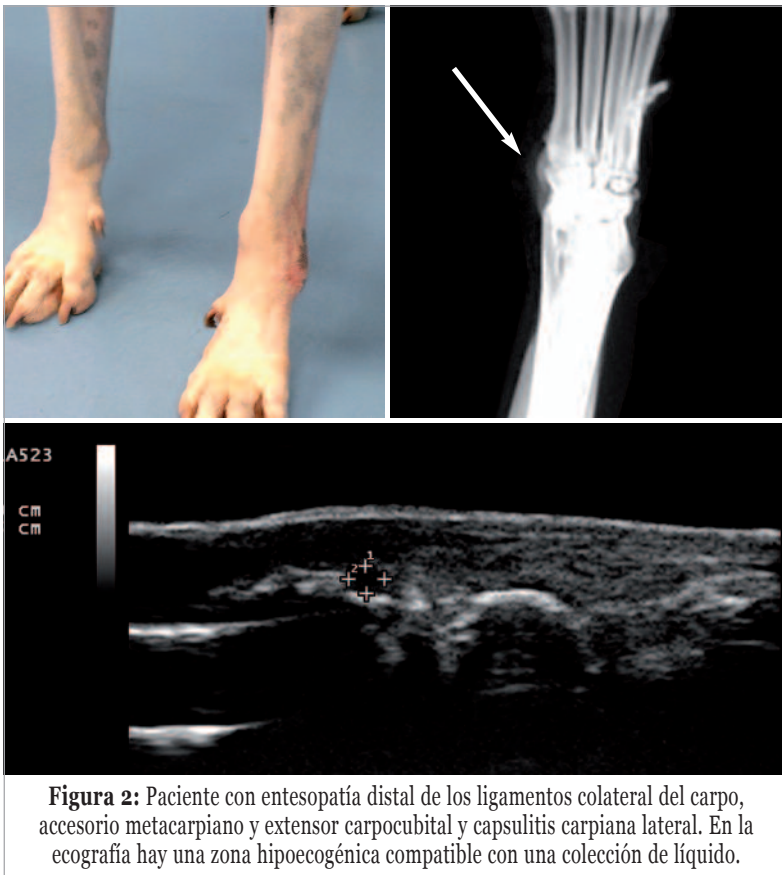 A523
cm
cm
1
2
Figura 2: Paciente con entesopatía distal de los ligamentos colateral del carpo,
accesorio metacarpiano y extensor carpocubital y capsulitis carpiana lateral. En la
ecografía hay una zona hipoecogénica compatible con una colección de líquido.